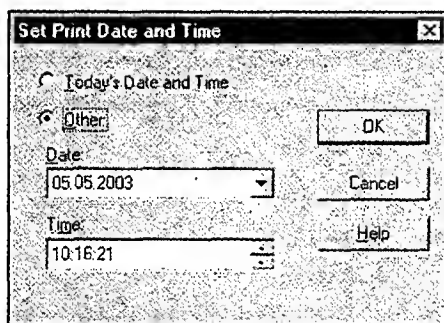 Set Print Date and Time
Today's Date and Time
Other:
OK
Date:
05.05.2003
Cancel
Time:
10:16:21
Help